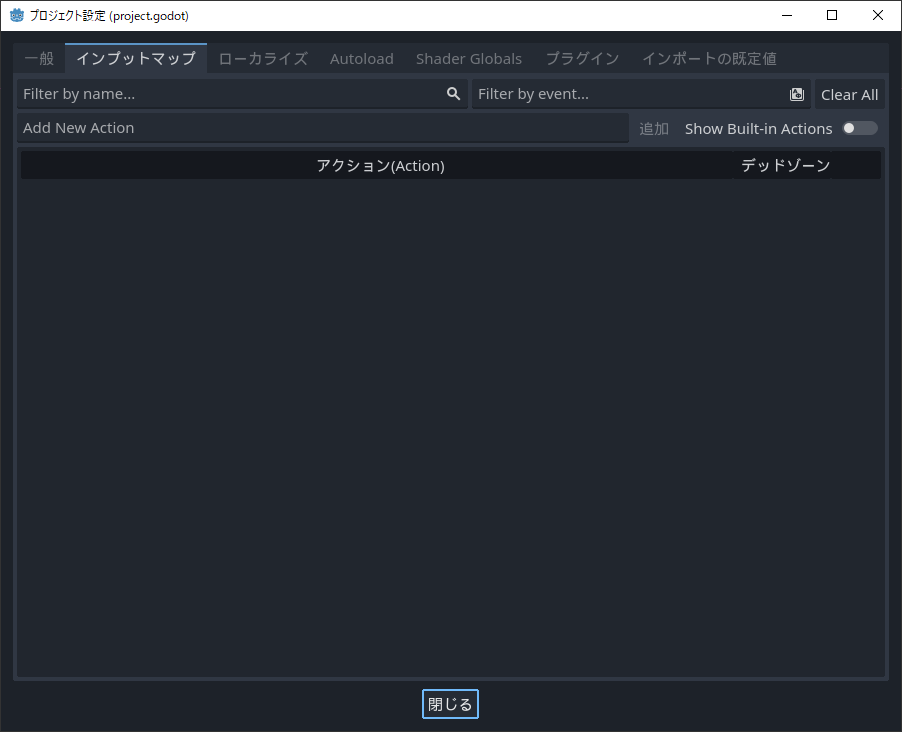 プロジェクト設定 (project.godot)
一般 インプットマップ ローカライズ Autoload Shader Globals プラグイン インポートの既定値
Filter by name... Filter by event... Clear All
Add New Action 追加 Show Built-in Actions
アクション(Action) デッドゾーン
閉じる